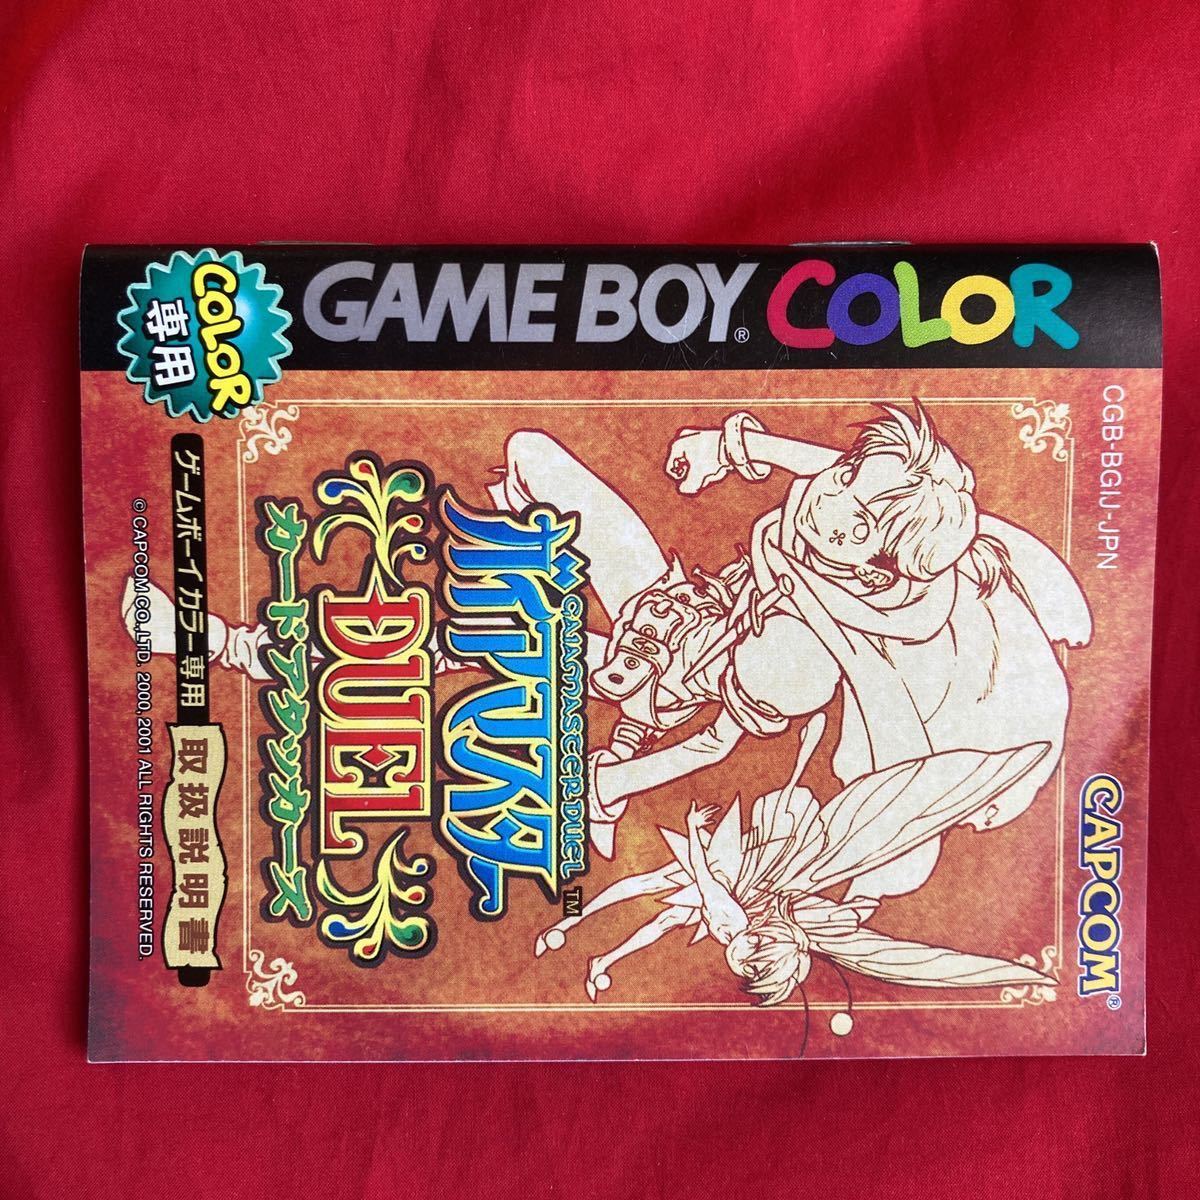 GAME BOY® COLOR
COLOR
専用
CGB-BGIJ-JPN
CAPCOM®
GAIAMASTER DUEL
ガイアマスター™
DUEL
カードアタッカーズ
ゲームボーイカラー専用 取扱説明書
© CAPCOM CO.,LTD. 2000, 2001 ALL RIGHTS RESERVED.